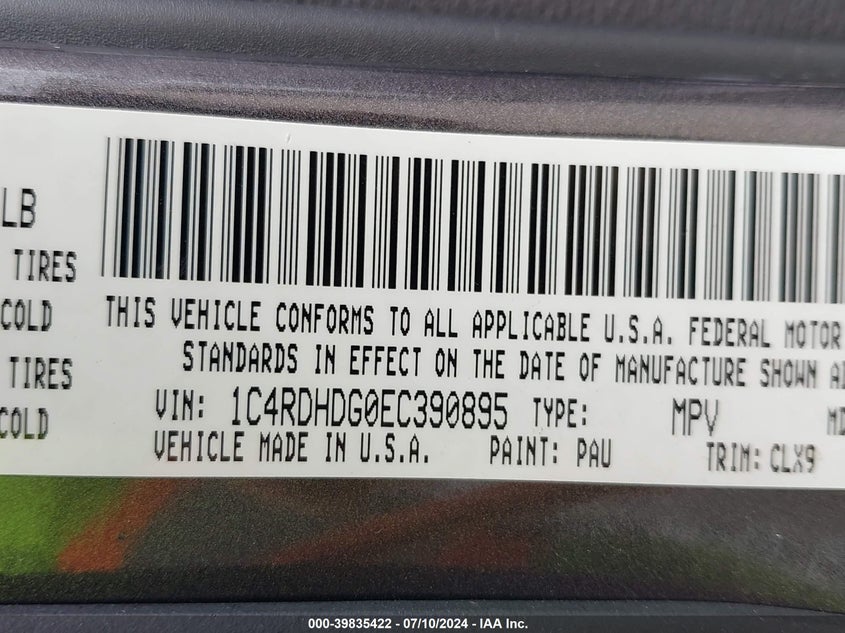 LB
TIRES
COLD
TIRES
COLD
THIS VEHICLE CONFORMS TO ALL APPLICABLE U.S.A. FEDERAL MOTOR
STANDARDS IN EFFECT ON THE DATE OF MANUFACTURE SHOWN
VIN: 1C4RDHDG0EC390895 TYPE: MPV
VEHICLE MADE IN U.S.A. PAINT: PAU TRIM: CLX9
000-39835422 - 07/10/2024 - IAA Inc.